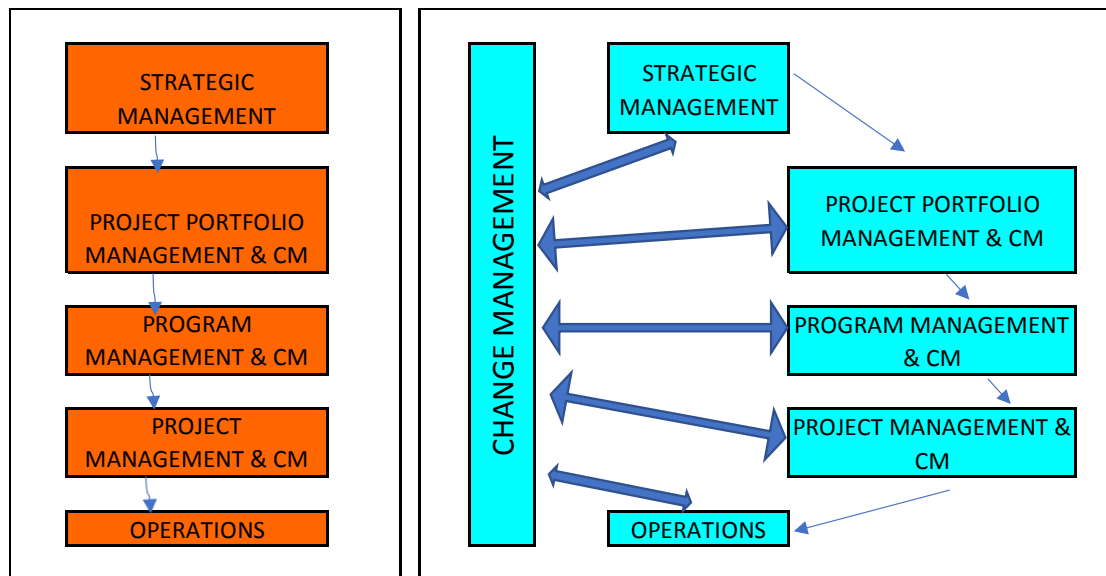 STRATEGIC
MANAGEMENT
PROJECT PORTFOLIO
MANAGEMENT & CM
PROGRAM
MANAGEMENT & CM
PROJECT
MANAGEMENT & CM
OPERATIONS
CHANGE MANAGEMENT
STRATEGIC
MANAGEMENT
PROJECT PORTFOLIO
MANAGEMENT & CM
PROGRAM MANAGEMENT
& CM
PROJECT MANAGEMENT &
CM
OPERATIONS